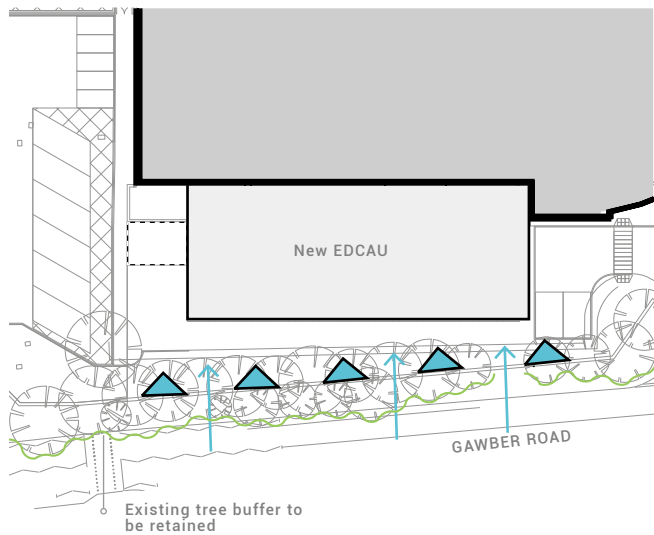 New EDCAU
GAWBER ROAD
Existing tree buffer to
be retained